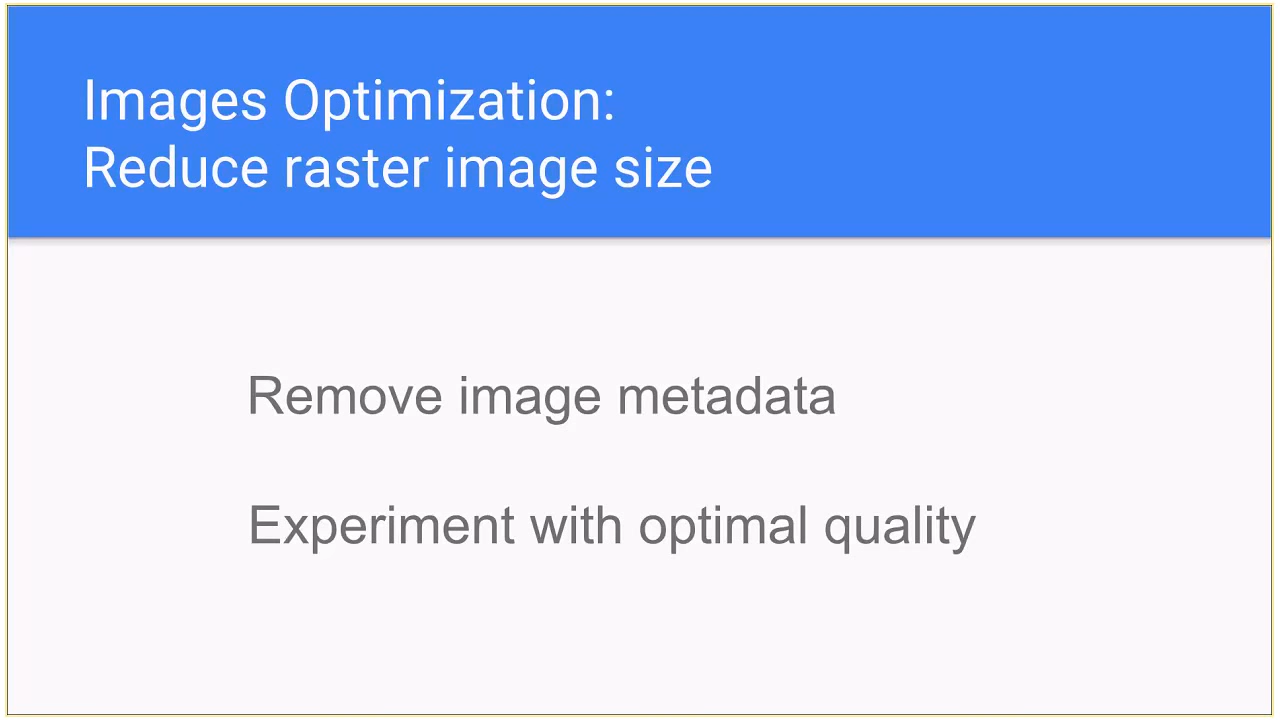 Images Optimization:
Reduce raster image size
Remove image metadata
Experiment with optimal quality